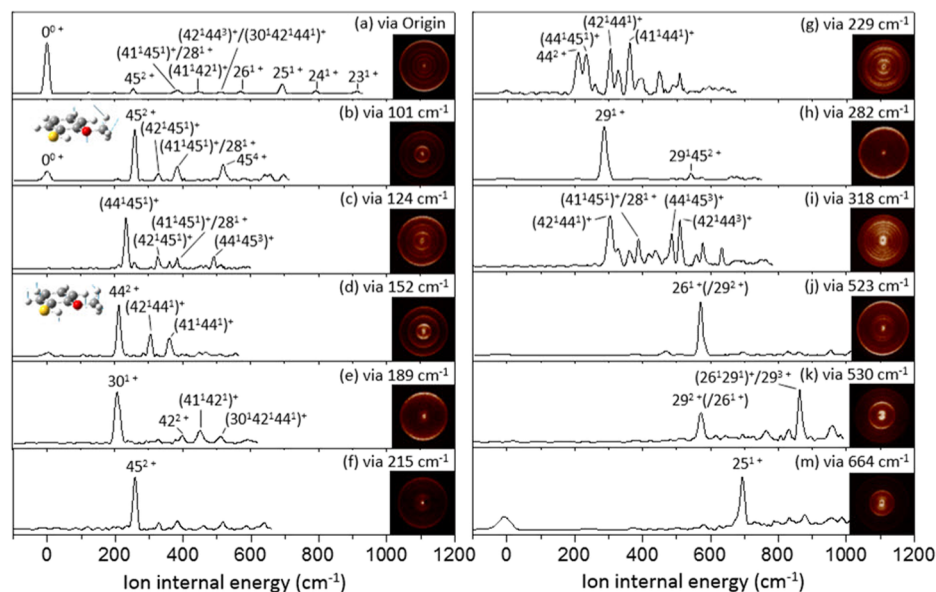 (a) via Origin
0⁰⁺
(42¹44³)⁺/(30¹42¹44¹)⁺
(41¹45¹)⁺/28¹⁺
45²⁺ (41¹42¹)⁺ 26¹⁺ 25¹⁺ 24¹⁺ 23¹⁺
(b) via 101 cm⁻¹
45²⁺
(42¹45¹)⁺
(41¹45¹)⁺/28¹⁺
0⁰⁺ 45⁴⁺
(c) via 124 cm⁻¹
(44¹45¹)⁺
(41¹45¹)⁺/28¹⁺
(42¹45¹)⁺ (44¹45³)⁺
(d) via 152 cm⁻¹
44²⁺
(42¹44¹)⁺
(41¹44¹)⁺
(e) via 189 cm⁻¹
30¹⁺
(41¹42¹)⁺
42²⁺ (30¹42¹44¹)⁺
(f) via 215 cm⁻¹
45²⁺
0 200 400 600 800 1000 1200
Ion internal energy (cm⁻¹)
(g) via 229 cm⁻¹
(42¹44¹)⁺
(44¹45¹)⁺ (41¹44¹)⁺
44²⁺
(h) via 282 cm⁻¹
29¹⁺
29¹45²⁺
(i) via 318 cm⁻¹
(41¹45¹)⁺/28¹⁺ (44¹45³)⁺
(42¹44¹)⁺ (42¹44³)⁺
(j) via 523 cm⁻¹
26¹⁺(/29²⁺)
(k) via 530 cm⁻¹
(26¹29¹)⁺/29³⁺
29²⁺(/26¹⁺)
(m) via 664 cm⁻¹
25¹⁺
0 200 400 600 800 1000 1200
Ion internal energy (cm⁻¹)